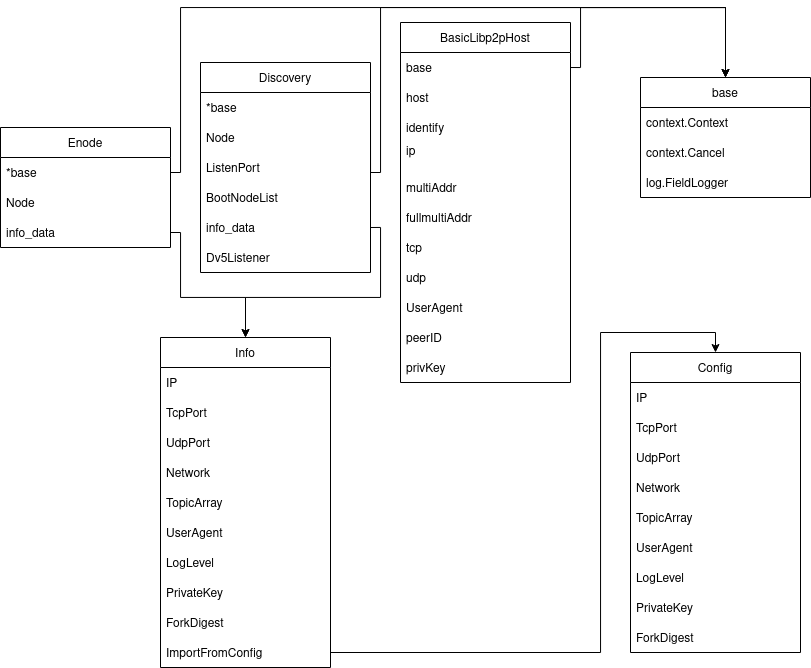 Enode
*base
Node
info_data
Discovery
*base
Node
ListenPort
BootNodeList
info_data
Dv5Listener
BasicLibp2pHost
base
host
identify
ip
multiAddr
fullmultiAddr
tcp
udp
UserAgent
peerID
privKey
base
context.Context
context.Cancel
log.FieldLogger
Info
IP
TcpPort
UdpPort
Network
TopicArray
UserAgent
LogLevel
PrivateKey
ForkDigest
ImportFromConfig
Config
IP
TcpPort
UdpPort
Network
TopicArray
UserAgent
LogLevel
PrivateKey
ForkDigest